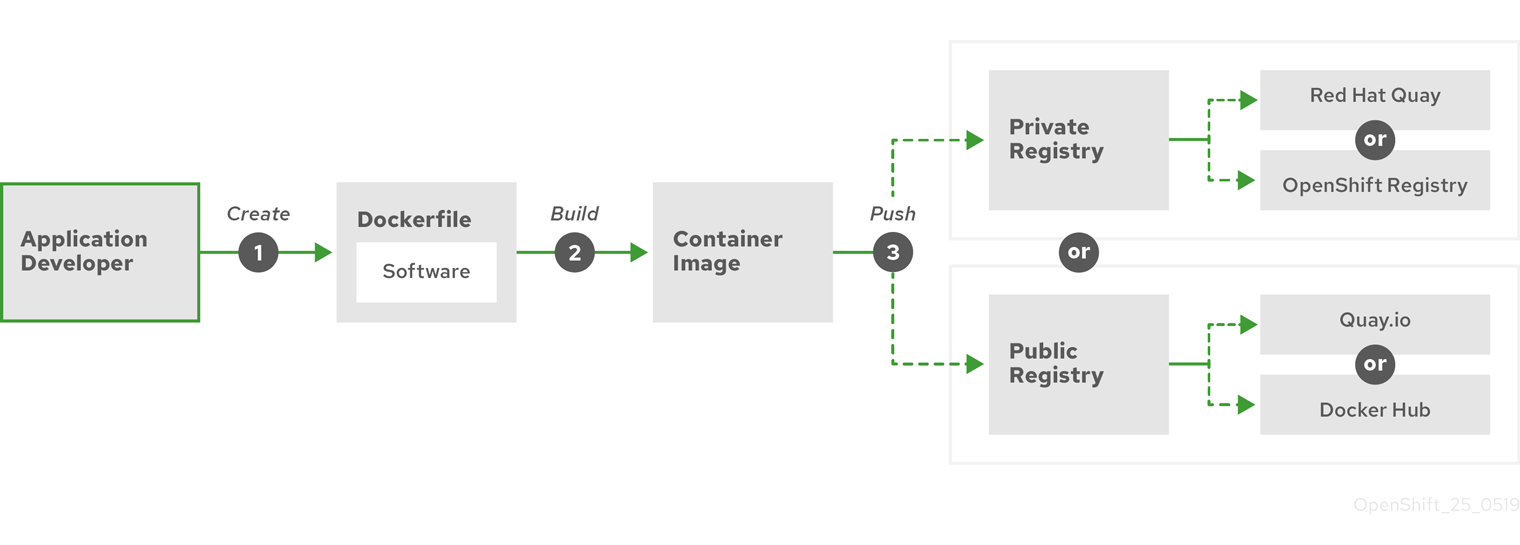 Application
Developer
Create
1
Dockerfile
Software
Build
2
Container
Image
Push
3
Private
Registry
Red Hat Quay
or
OpenShift Registry
or
Public
Registry
Quay.io
or
Docker Hub
OpenShift_25_0519